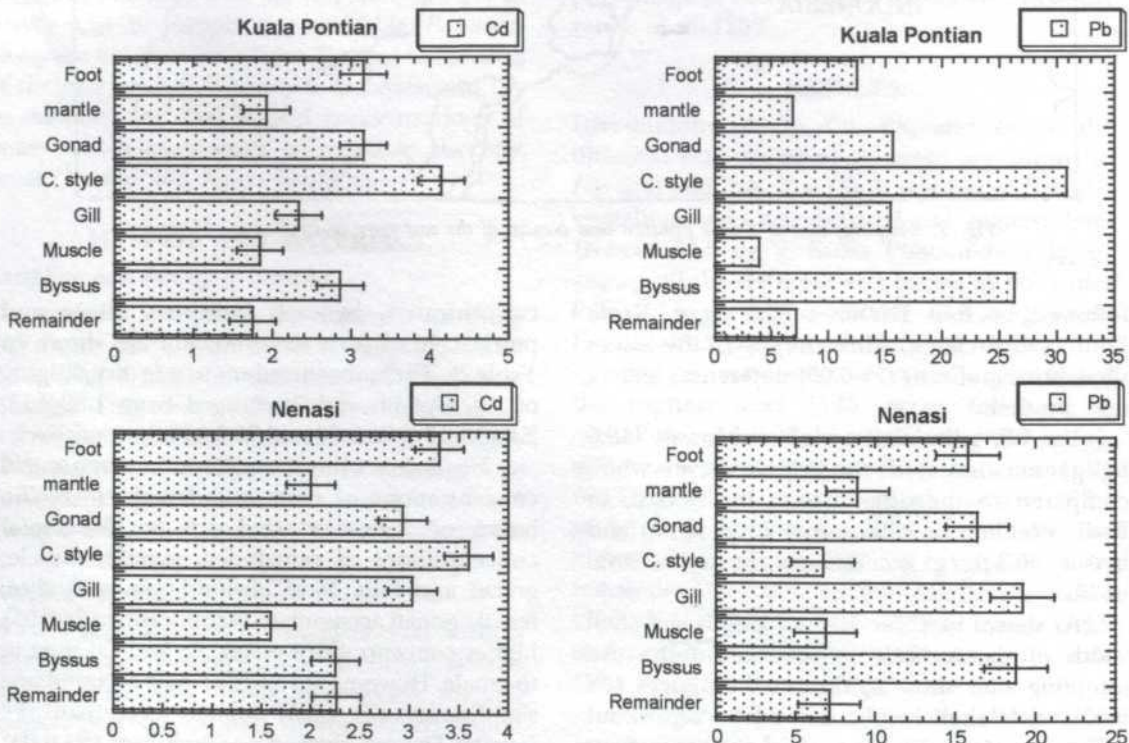 Kuala Pontian
Cd
Foot
mantle
Gonad
C. style
Gill
Muscle
Byssus
Remainder
0 1 2 3 4 5
Kuala Pontian
Pb
Foot
mantle
Gonad
C. style
Gill
Muscle
Byssus
Remainder
0 5 10 15 20 25 30 35
Nenasi
Cd
Foot
mantle
Gonad
C. style
Gill
Muscle
Byssus
Remainder
0 0.5 1 1.5 2 2.5 3 3.5 4
Nenasi
Pb
Foot
mantle
Gonad
C. style
Gill
Muscle
Byssus
Remainder
0 5 10 15 20 25